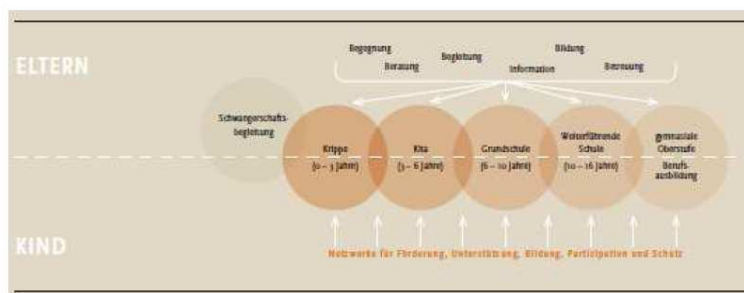 ELTERN
Begegnung
Beratung
Begleitung
Information
Bildung
Betreuung
Schwangerschafts-
begleitung
Krippe
(0 – 3 Jahre)
Kita
(3 – 6 Jahre)
Grundschule
(6 – 10 Jahre)
Weiterführende
Schule
(10 – 16 Jahre)
gymnasiale
Oberstufe
Berufs-
ausbildung
KIND
Netzwerke für Förderung, Unterstützung, Bildung, Participation und Schutz